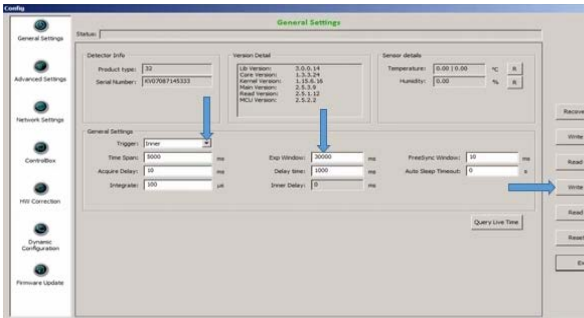 Config
General Settings
Status:
General Settings
Advanced Settings
Network Settings
ControlBox
HW Correction
Dynamic
Configuration
Firmware Update
Detector Info
Product type: 32
Serial Number: KV07087145333
Version Detail
Lib Version: 3.0.0.14
Core Version: 1.3.3.24
Kernel Version: 1.15.6.16
Main Version: 2.5.3.9
Read Version: 2.5.1.12
MCU Version: 2.5.2.2
Sensor details
Temperature: 0.00 | 0.00 °C R
Humidity: 0.00 % R
General Settings
Trigger: Inner
Time Span: 5000 ms Exp Window: 30000 ms FreeSync Window: 10 ms
Acquire Delay: 10 ms Delay time: 1000 ms Auto Sleep Timeout: 0 s
Integrate: 100 μs Inner Delay: 0 ms
Query Live Time
Recove
Write
Read
Write
Read
Reset